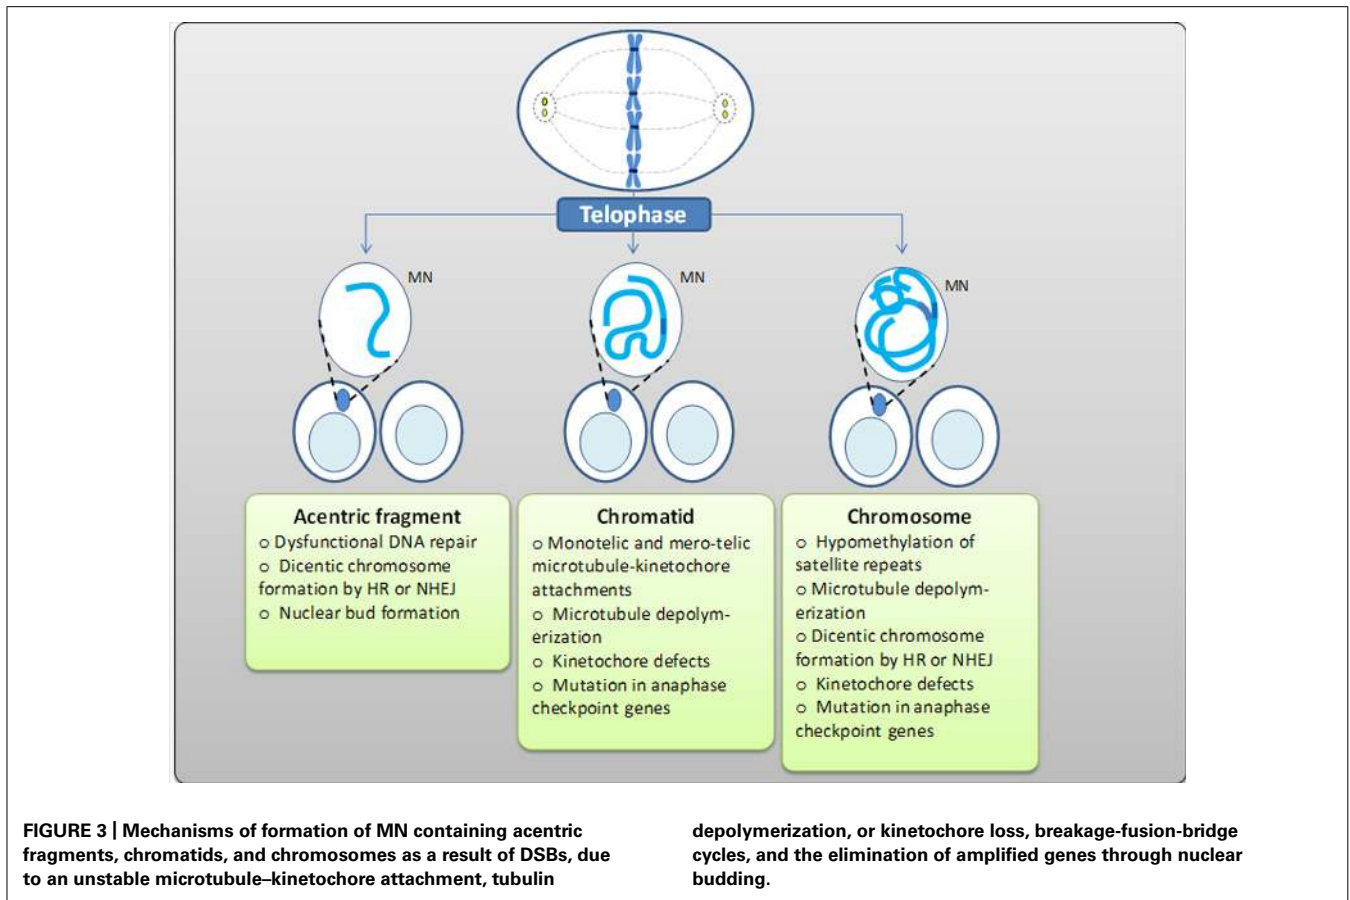 Telophase
MN
MN
MN
Acentric fragment
o Dysfunctional DNA repair
o Dicentic chromosome
formation by HR or NHEJ
o Nuclear bud formation
Chromatid
o Monotelic and mero-telic
microtubule-kinetochore
attachments
o Microtubule depolym-
erization
o Kinetochore defects
o Mutation in anaphase
checkpoint genes
Chromosome
o Hypomethylation of
satellite repeats
o Microtubule depolym-
erization
o Dicentic chromosome
formation by HR or NHEJ
o Kinetochore defects
o Mutation in anaphase
checkpoint genes
FIGURE 3 | Mechanisms of formation of MN containing acentric
fragments, chromatids, and chromosomes as a result of DSBs, due
to an unstable microtubule–kinetochore attachment, tubulin
depolymerization, or kinetochore loss, breakage-fusion-bridge
cycles, and the elimination of amplified genes through nuclear
budding.